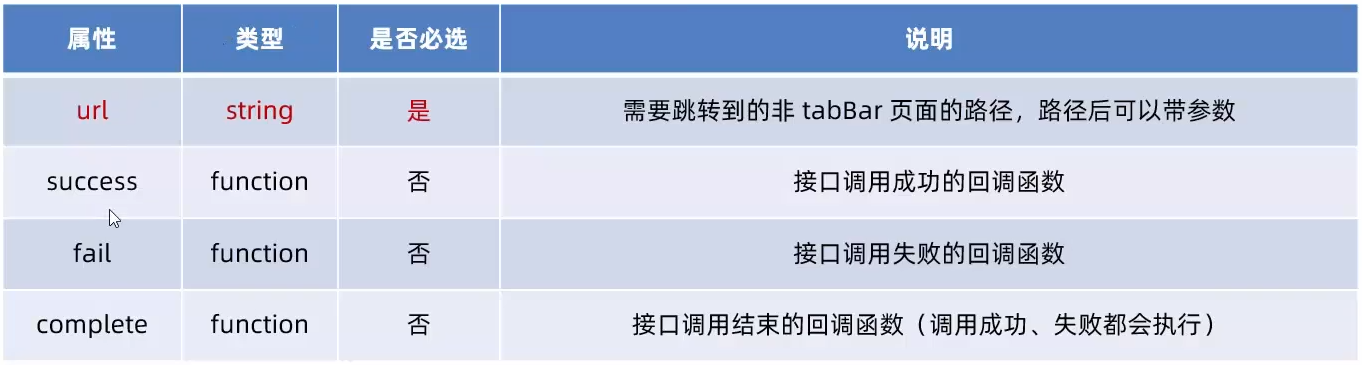 属性 类型 是否必选 说明
url string 是 需要跳转到的非 tabBar 页面的路径，路径后可以带参数
success function 否 接口调用成功的回调函数
fail function 否 接口调用失败的回调函数
complete function 否 接口调用结束的回调函数（调用成功、失败都会执行）